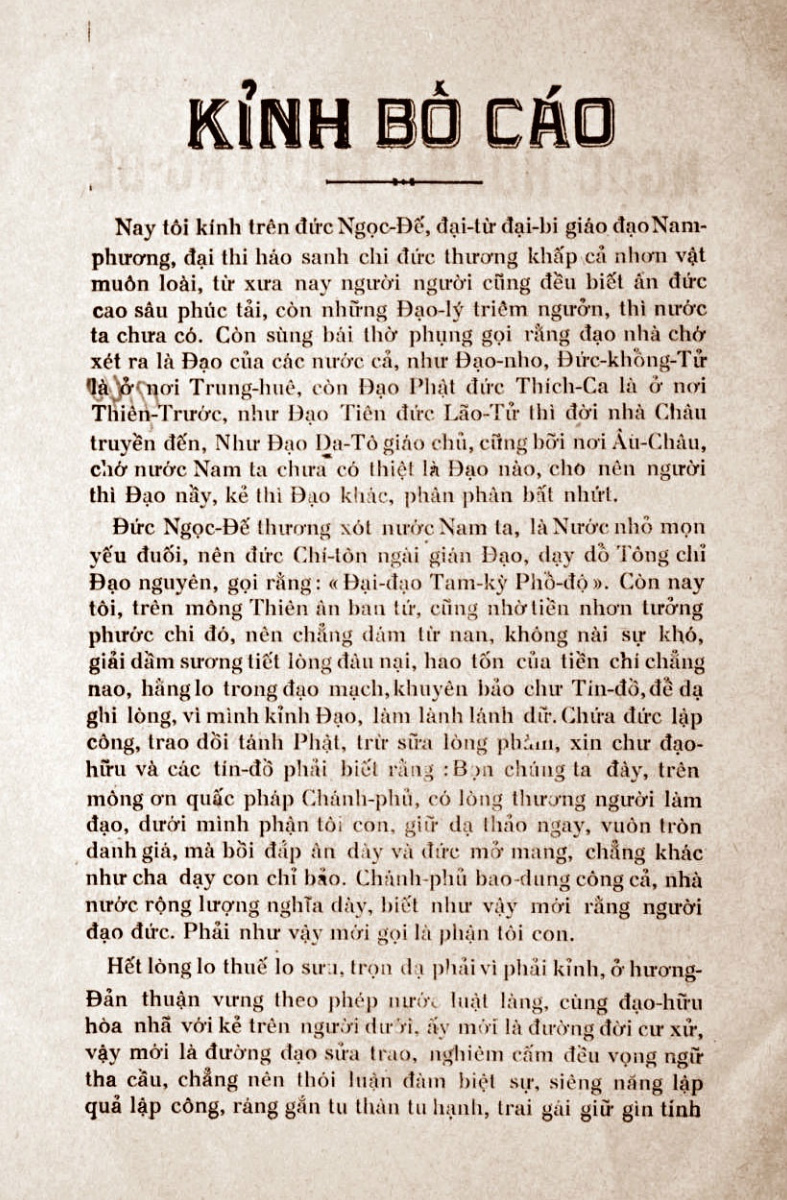 KỈNH BỐ CÁO
Nay tôi kính trên đức Ngọc-Đế, đại-từ đại-bi giáo đạo Nam-
phương, đại thi háo sanh chi đức thương khắp cả nhơn vật
muôn loài, từ xưa nay người người cũng đều biết ân đức
cao sâu phúc tải, còn những Đạo-lý triêm ngưởn, thì nước
ta chưa có. Còn sùng bái thờ phụng gọi rằng đạo nhà chớ
xét ra là Đạo của các nước cả, như Đạo-nho, Đức-khồng-Tử
là ở nơi Trung-huê, còn Đạo Phật đức Thích-Ca là ở nơi
Thiên-Trước, như Đạo Tiên đức Lão-Tử thì đời nhà Châu
truyền đến, Như Đạo Da-Tô giáo chủ, cũng bởi nơi Âu-Châu,
chớ nước Nam ta chưa có thiệt là Đạo nào, cho nên người
thì Đạo nầy, kẻ thì Đạo khác, phân phân bất nhứt.
Đức Ngọc-Đế thương xót nước Nam ta, là Nước nhỏ mọn
yếu đuối, nên đức Chí-tôn ngài gián Đạo, dạy dổ Tông chỉ
Đạo nguyên, gọi rằng: «Đại-đạo Tam-kỳ Phổ-độ». Còn nay
tôi, trên mông Thiên ân ban tứ, cũng nhờ tiền nhơn tưởng
phước chi đó, nên chẳng dám từ nan, không nài sự khó,
giải dầm sương tiết lòng đâu nại, hao tốn của tiền chí chẳng
nao, hằng lo trong đạo mạch, khuyên bảo chư Tín-đồ, để dạ
ghi lòng, vì mình kỉnh Đạo, làm lành lánh dữ. Chứa đức lập
công, trao dồi tánh Phật, trừ sữa lòng phàm, xin chư đạo-
hữu và các tín-đồ phải biết rằng : Bọn chúng ta đây, trên
mông ơn quấc pháp Chánh-phủ, có lòng thương người làm
đạo, dưới mình phận tôi con, giữ dạ thảo ngay, vuôn tròn
danh giá, mà bồi đắp ân dày và đức mở mang, chẳng khác
như cha dạy con chỉ bảo. Chánh-phủ bao-dung công cả, nhà
nước rộng lượng nghĩa dày, biết như vậy mới rằng người
đạo đức. Phải như vậy mới gọi là phận tôi con.
Hết lòng lo thuế lo sưu, trọn dạ phải vì phải kỉnh, ở hương-
Đản thuận vưng theo phép nước luật làng, cùng đạo-hữu
hòa nhã với kẻ trên người dưới, ấy mới là đường đời cư xử,
vậy mới là đường đạo sửa trao, nghiêm cấm đều vọng ngữ
tha cầu, chẳng nên thói luận đàm biệt sự, siêng năng lập
quả lập công, ráng gắn tu thân tu hạnh, trai gái giữ gìn tính